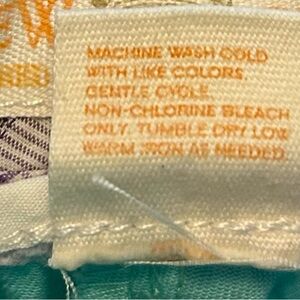 MACHINE WASH COLD
WITH LIKE COLORS.
GENTLE CYCLE.
NON-CHLORINE BLEACH
ONLY. TUMBLE DRY LOW
WARM IRON AS NEEDED